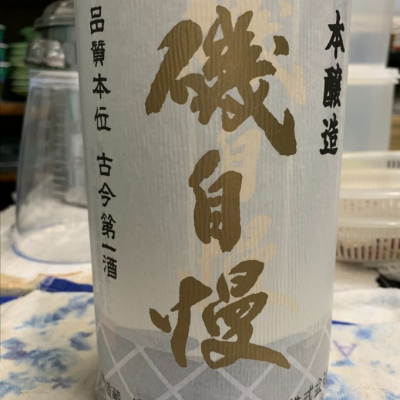 本醸造
磯自慢
品質本位 古今第一酒